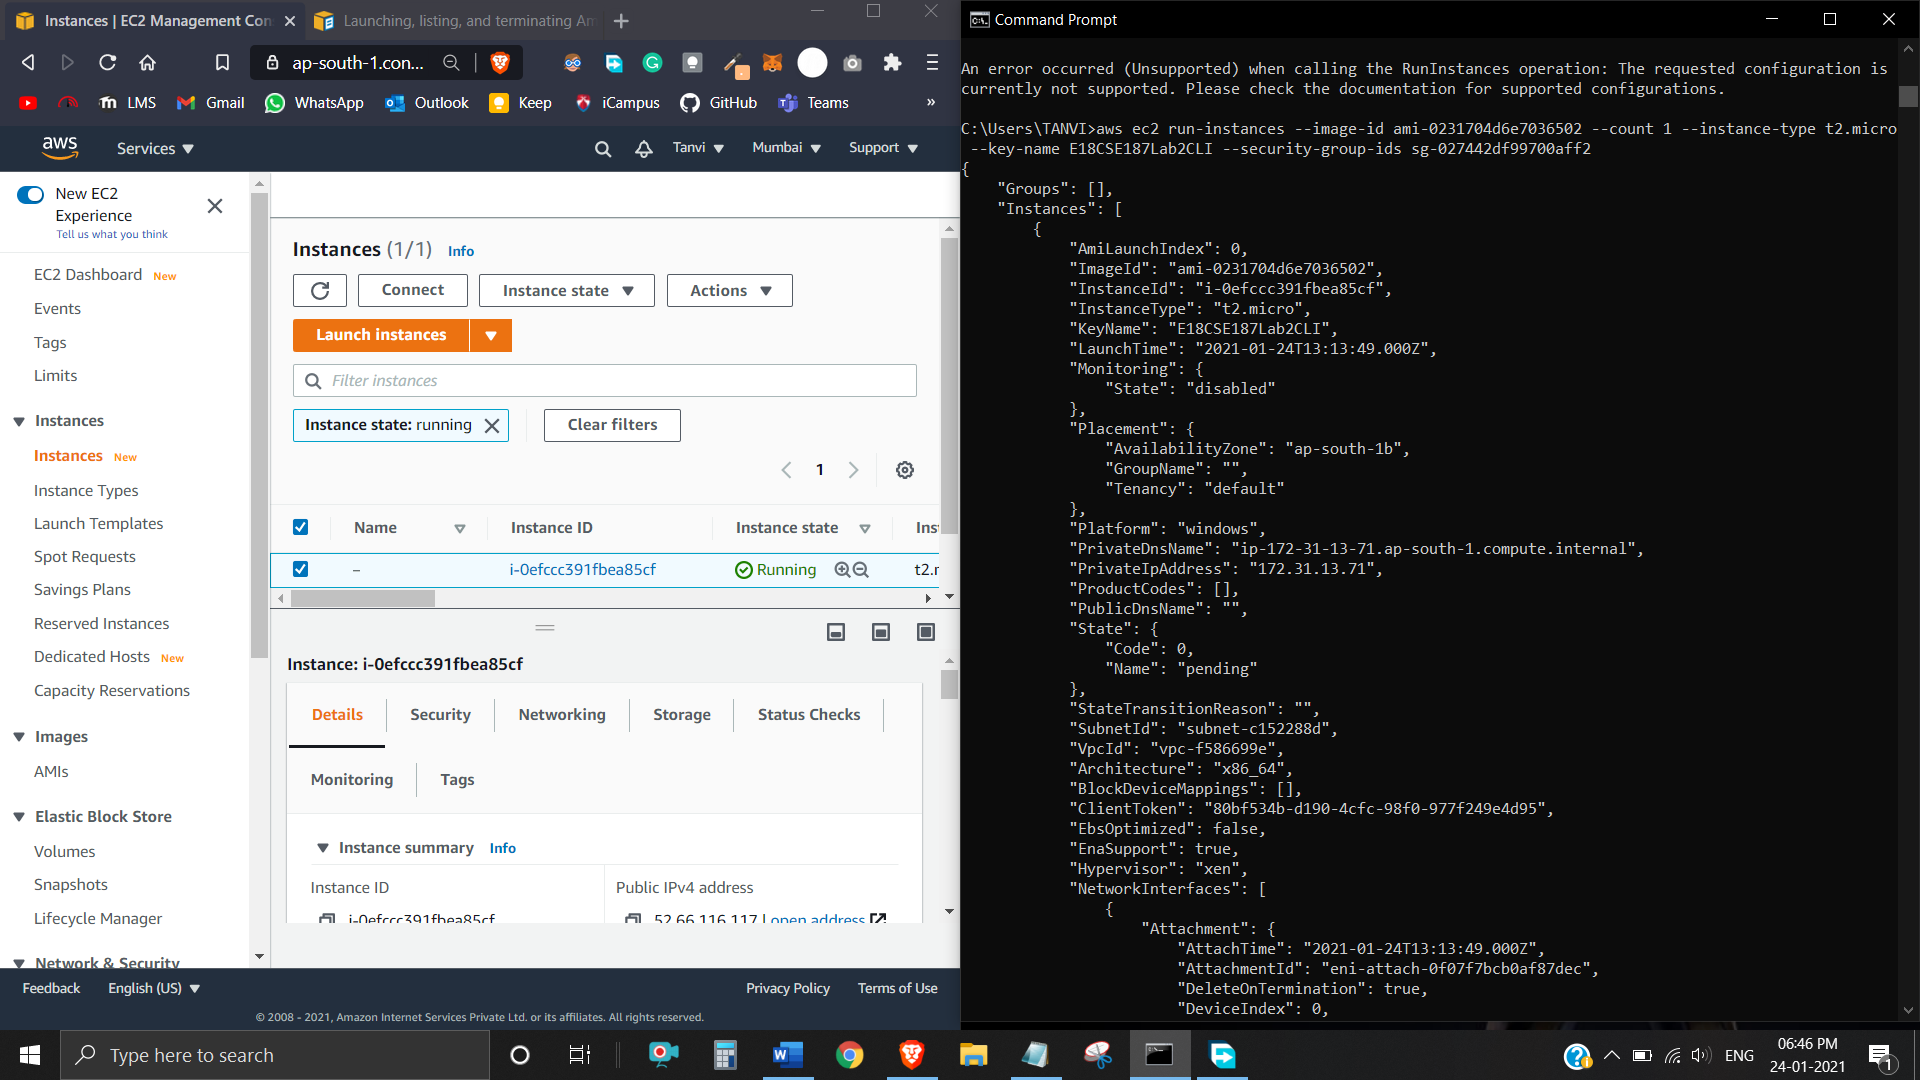 Instances | EC2 Management Con
Launching, listing, and terminating Am
ap-south-1.con...
LMS
Gmail
WhatsApp
Outlook
Keep
iCampus
GitHub
Teams
»
aws
Services
Tanvi
Mumbai
Support
New EC2
Experience
Tell us what you think
EC2 Dashboard New
Events
Tags
Limits
Instances
Instances New
Instance Types
Launch Templates
Spot Requests
Savings Plans
Reserved Instances
Dedicated Hosts New
Capacity Reservations
Images
AMIs
Elastic Block Store
Volumes
Snapshots
Lifecycle Manager
Network & Security
Instances (1/1) Info
Connect
Instance state
Actions
Launch instances
Filter instances
Instance state: running
Clear filters
1
Name
Instance ID
Instance state
Ins
–
i-0efccc391fbea85cf
Running
t2.r
Instance: i-0efccc391fbea85cf
Details
Security
Networking
Storage
Status Checks
Monitoring
Tags
Instance summary Info
Instance ID
Public IPv4 address
i-0efccc391fbea85cf
52.66.116.117 | open address
Feedback
English (US)
Privacy Policy
Terms of Use
© 2008 - 2021, Amazon Internet Services Private Ltd. or its affiliates. All rights reserved.
Command Prompt
An error occurred (Unsupported) when calling the RunInstances operation: The requested configuration is
currently not supported. Please check the documentation for supported configurations.
C:\Users\TANVI>aws ec2 run-instances --image-id ami-0231704d6e7036502 --count 1 --instance-type t2.micro
--key-name E18CSE187Lab2CLI --security-group-ids sg-027442df99700aff2
{
"Groups": [],
"Instances": [
{
"AmiLaunchIndex": 0,
"ImageId": "ami-0231704d6e7036502",
"InstanceId": "i-0efccc391fbea85cf",
"InstanceType": "t2.micro",
"KeyName": "E18CSE187Lab2CLI",
"LaunchTime": "2021-01-24T13:13:49.000Z",
"Monitoring": {
"State": "disabled"
},
"Placement": {
"AvailabilityZone": "ap-south-1b",
"GroupName": "",
"Tenancy": "default"
},
"Platform": "windows",
"PrivateDnsName": "ip-172-31-13-71.ap-south-1.compute.internal",
"PrivateIpAddress": "172.31.13.71",
"ProductCodes": [],
"PublicDnsName": "",
"State": {
"Code": 0,
"Name": "pending"
},
"StateTransitionReason": "",
"SubnetId": "subnet-c152288d",
"VpcId": "vpc-f586699e",
"Architecture": "x86_64",
"BlockDeviceMappings": [],
"ClientToken": "80bf534b-d190-4cfc-98f0-977f249e4d95",
"EbsOptimized": false,
"EnaSupport": true,
"Hypervisor": "xen",
"NetworkInterfaces": [
{
"Attachment": {
"AttachTime": "2021-01-24T13:13:49.000Z",
"AttachmentId": "eni-attach-0f07f7bcb0af87dec",
"DeleteOnTermination": true,
"DeviceIndex": 0,
Type here to search
ENG
06:46 PM
24-01-2021
1